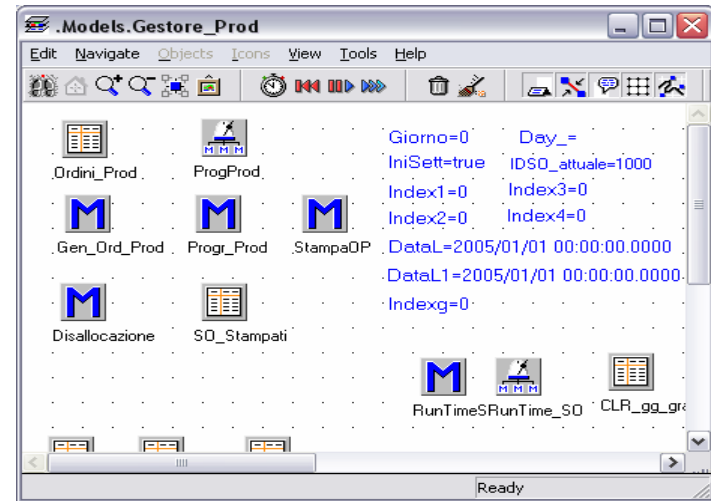 .Models.Gestore_Prod
Edit Navigate Objects Icons View Tools Help
Giorno=0 Day_=
Ordini_Prod ProgProd IniSett=true IDSO_attuale=1000
Index1=0 Index3=0
Index2=0 Index4=0
Gen_Ord_Prod Progr_Prod StampaOP DataL=2005/01/01 00:00:00.0000
DataL1=2005/01/01 00:00:00.0000
Indexg=0
Disallocazione SO_Stampati
RunTimeS RunTime_SO CLR_gg_gra
Ready